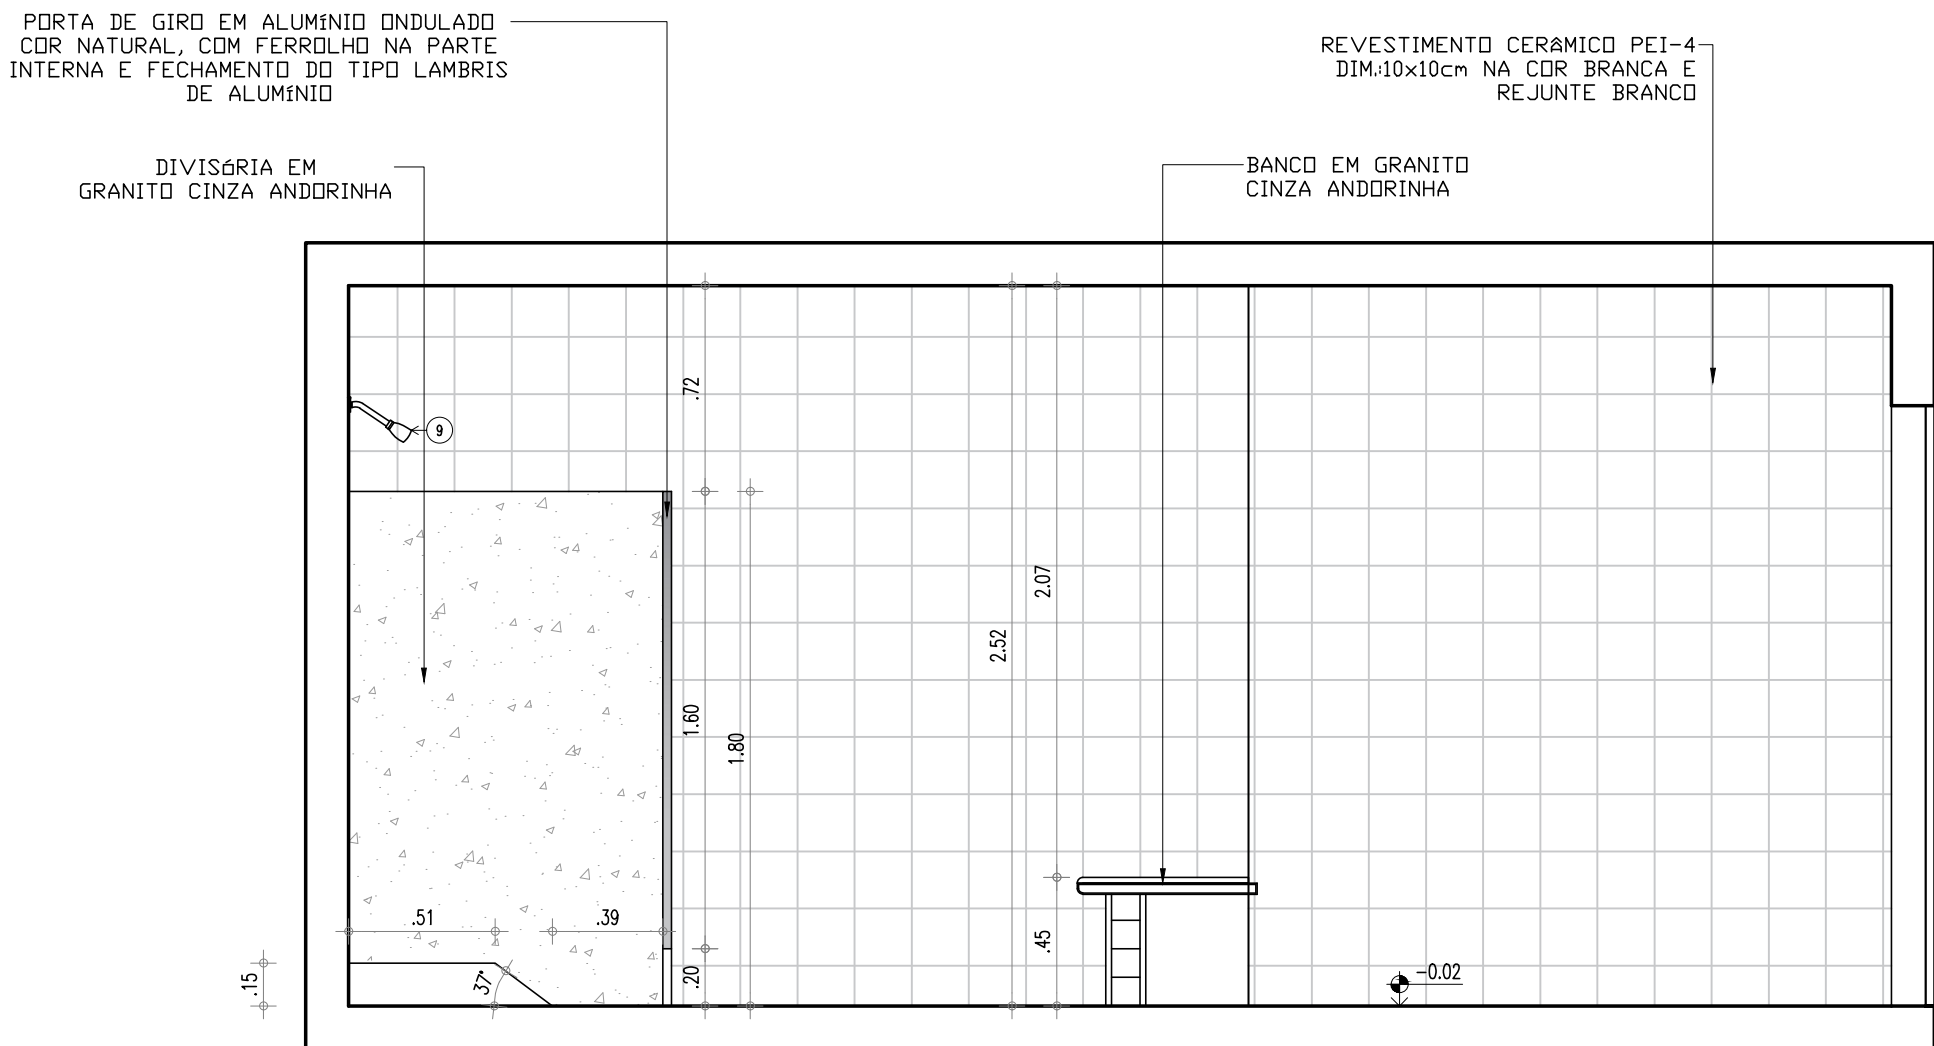 PORTA DE GIRO EM ALUMíNIO ONDULADO
COR NATURAL, COM FERROLHO NA PARTE
INTERNA E FECHAMENTO DO TIPO LAMBRIS
DE ALUMíNIO
REVESTIMENTO CERâMICO PEI-4
DIM.:10x10cm NA COR BRANCA E
REJUNTE BRANCO
DIVISóRIA EM
GRANITO CINZA ANDORINHA
BANCO EM GRANITO
CINZA ANDORINHA
.72
9
2.07
2.52
1.60
1.80
.51
.39
.45
.15
37°
.20
-0.02